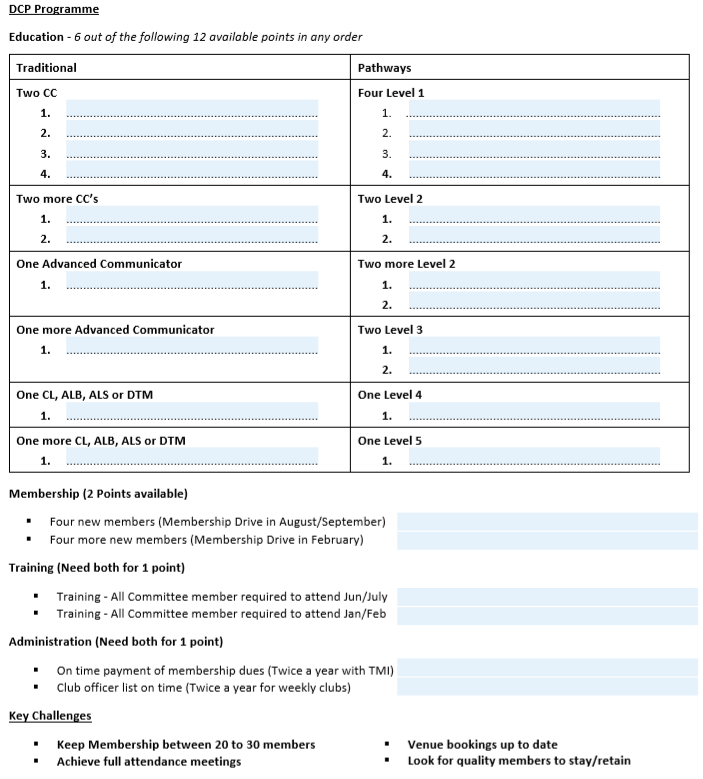 DCP Programme
Education - 6 out of the following 12 available points in any order
Traditional
Pathways
Two CC
1.
2.
3.
4.
Four Level 1
1.
2.
3.
4.
Two more CC's
1.
2.
Two Level 2
1.
2.
One Advanced Communicator
1.
Two more Level 2
1.
2.
One more Advanced Communicator
1.
Two Level 3
1.
2.
One CL, ALB, ALS or DTM
1.
One Level 4
1.
One more CL, ALB, ALS or DTM
1.
One Level 5
1.
Membership (2 Points available)
▪ Four new members (Membership Drive in August/September)
▪ Four more new members (Membership Drive in February)
Training (Need both for 1 point)
▪ Training - All Committee member required to attend Jun/July
▪ Training - All Committee member required to attend Jan/Feb
Administration (Need both for 1 point)
▪ On time payment of membership dues (Twice a year with TMI)
▪ Club officer list on time (Twice a year for weekly clubs)
Key Challenges
▪ Keep Membership between 20 to 30 members
▪ Achieve full attendance meetings
▪ Venue bookings up to date
▪ Look for quality members to stay/retain